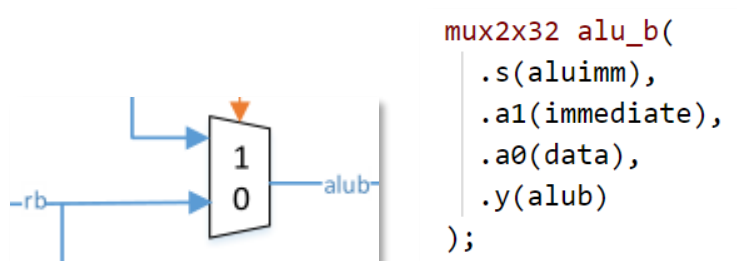 1
0
rb
alub
mux2x32 alu_b(
.s(aluimm),
.a1(immediate),
.a0(data),
.y(alub)
);